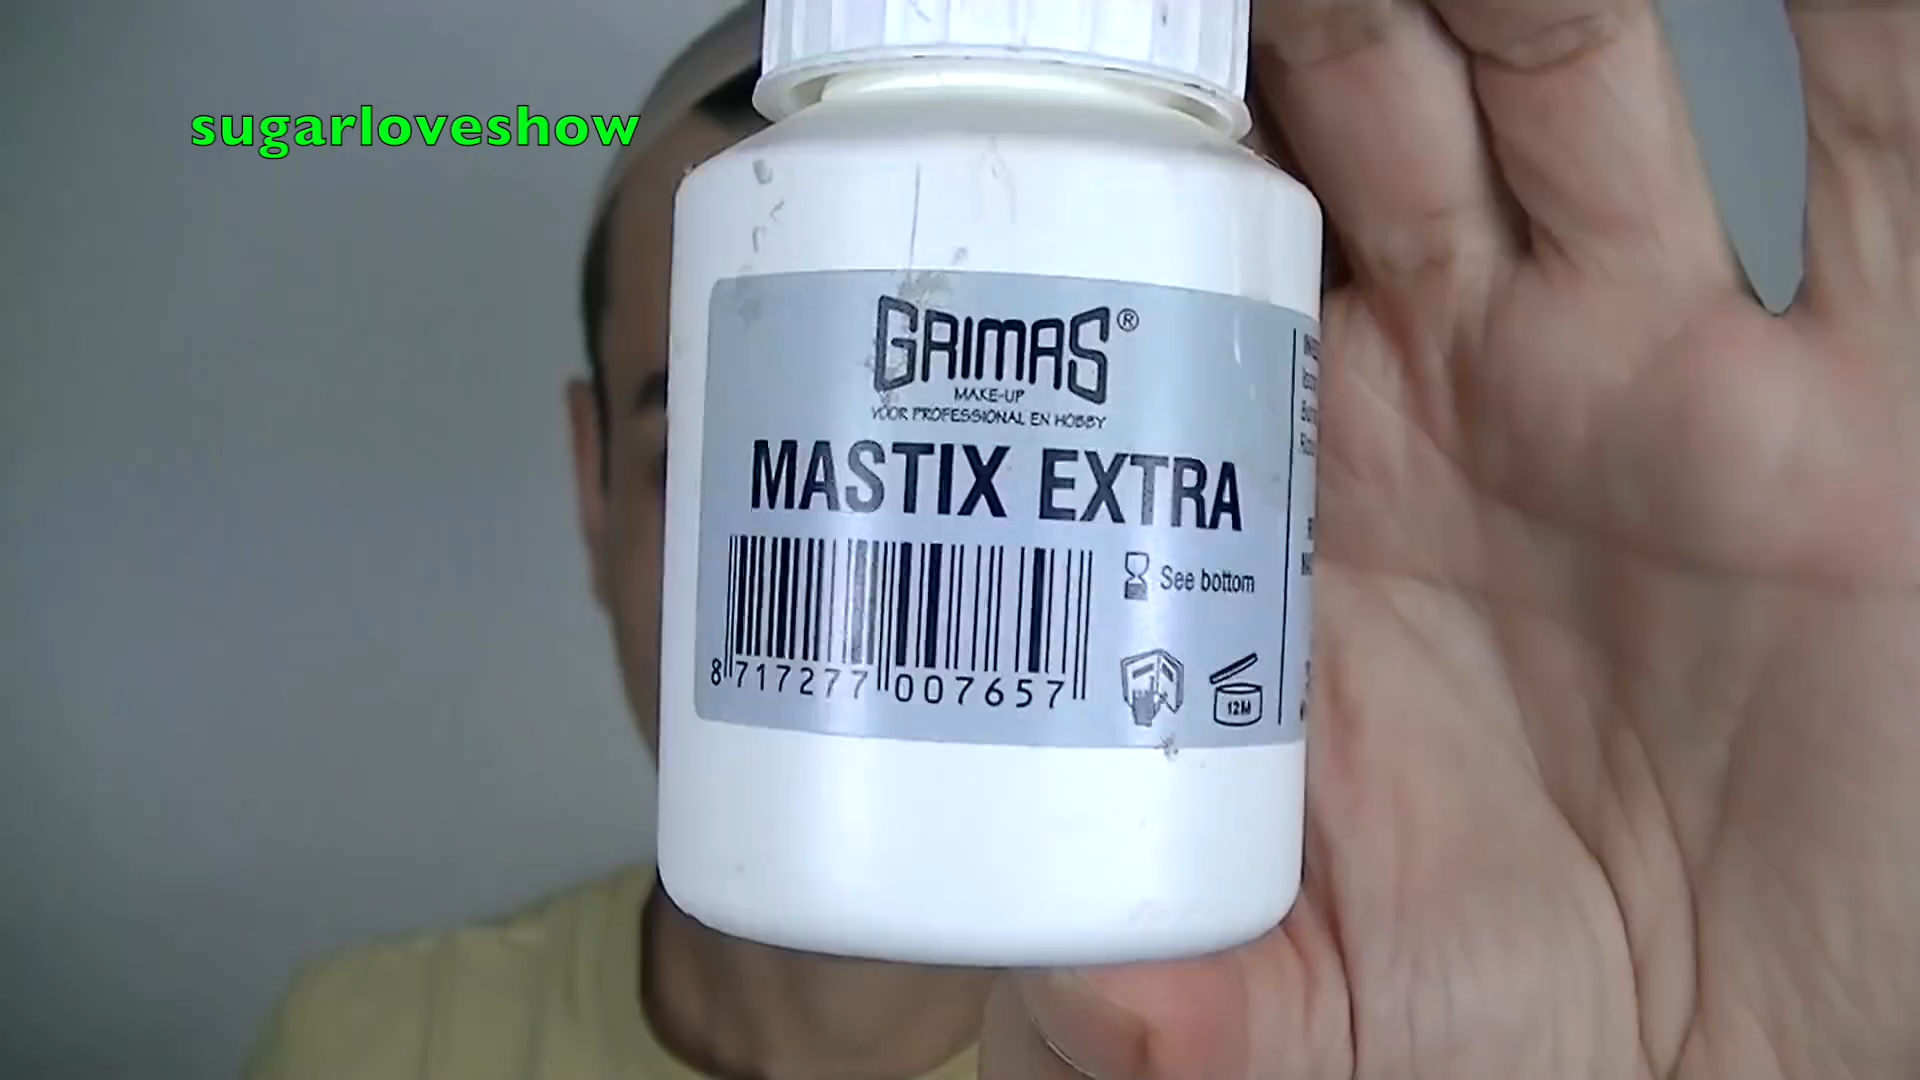 sugarloveshow
GRIMAS®
MAKE-UP
VOOR PROFESSIONAL EN HOBBY
MASTIX EXTRA
See bottom
8 717277 007657
12M